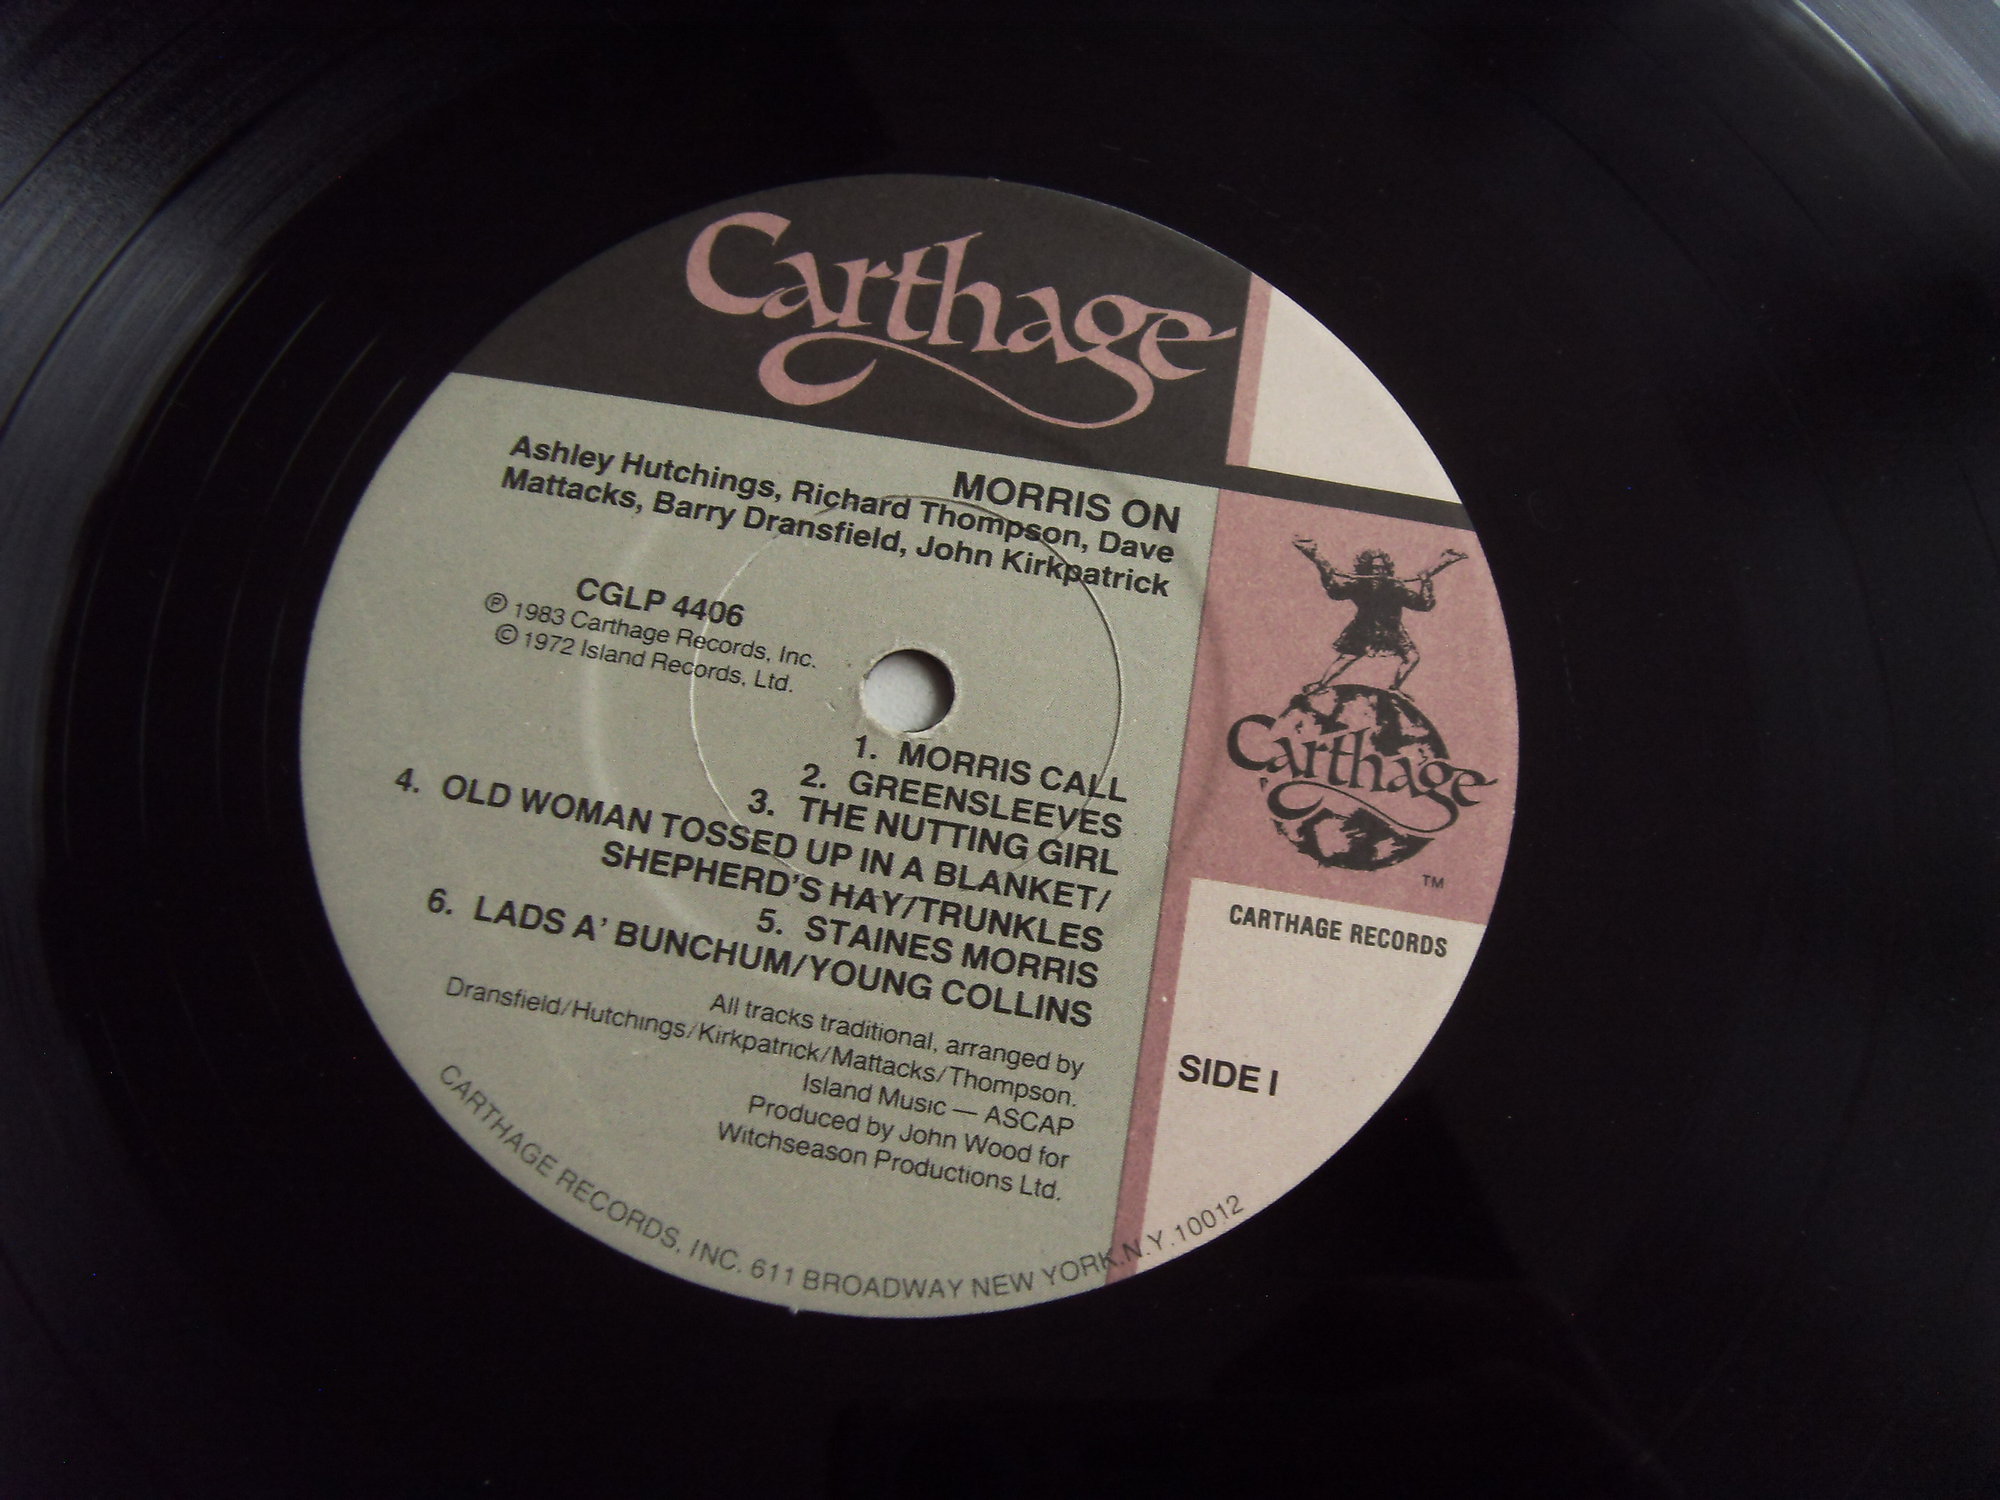 Carthage
MORRIS ON
Ashley Hutchings, Richard Thompson, Dave
Mattacks, Barry Dransfield, John Kirkpatrick
CGLP 4406
℗ 1983 Carthage Records, Inc.
© 1972 Island Records, Ltd.
1. MORRIS CALL
2. GREENSLEEVES
3. THE NUTTING GIRL
4. OLD WOMAN TOSSED UP IN A BLANKET/
SHEPHERD'S HAY/TRUNKLES
5. STAINES MORRIS
6. LADS A' BUNCHUM/YOUNG COLLINS
All tracks traditional, arranged by
Dransfield/Hutchings/Kirkpatrick/Mattacks/Thompson.
Island Music — ASCAP
Produced by John Wood for
Witchseason Productions Ltd.
Carthage
TM
CARTHAGE RECORDS
SIDE I
CARTHAGE RECORDS, INC. 611 BROADWAY NEW YORK.N.Y.10012